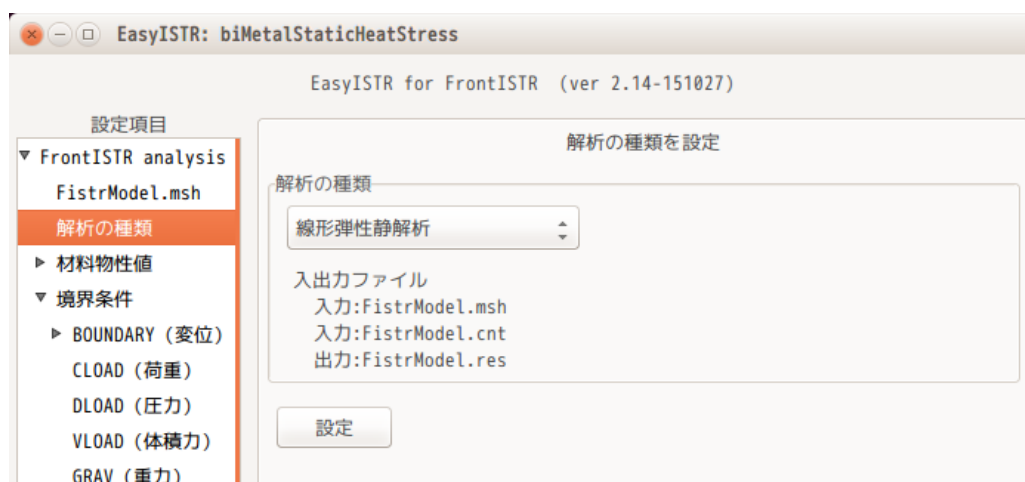 EasyISTR: biMetalStaticHeatStress
EasyISTR for FrontISTR (ver 2.14-151027)
設定項目
FrontISTR analysis
FistrModel.msh
解析の種類
材料物性値
境界条件
BOUNDARY (変位)
CLOAD (荷重)
DLOAD (圧力)
VLOAD (体積力)
GRAV (重力)
解析の種類を設定
解析の種類
線形弾性静解析
入出力ファイル
入力:FistrModel.msh
入力:FistrModel.cnt
出力:FistrModel.res
設定